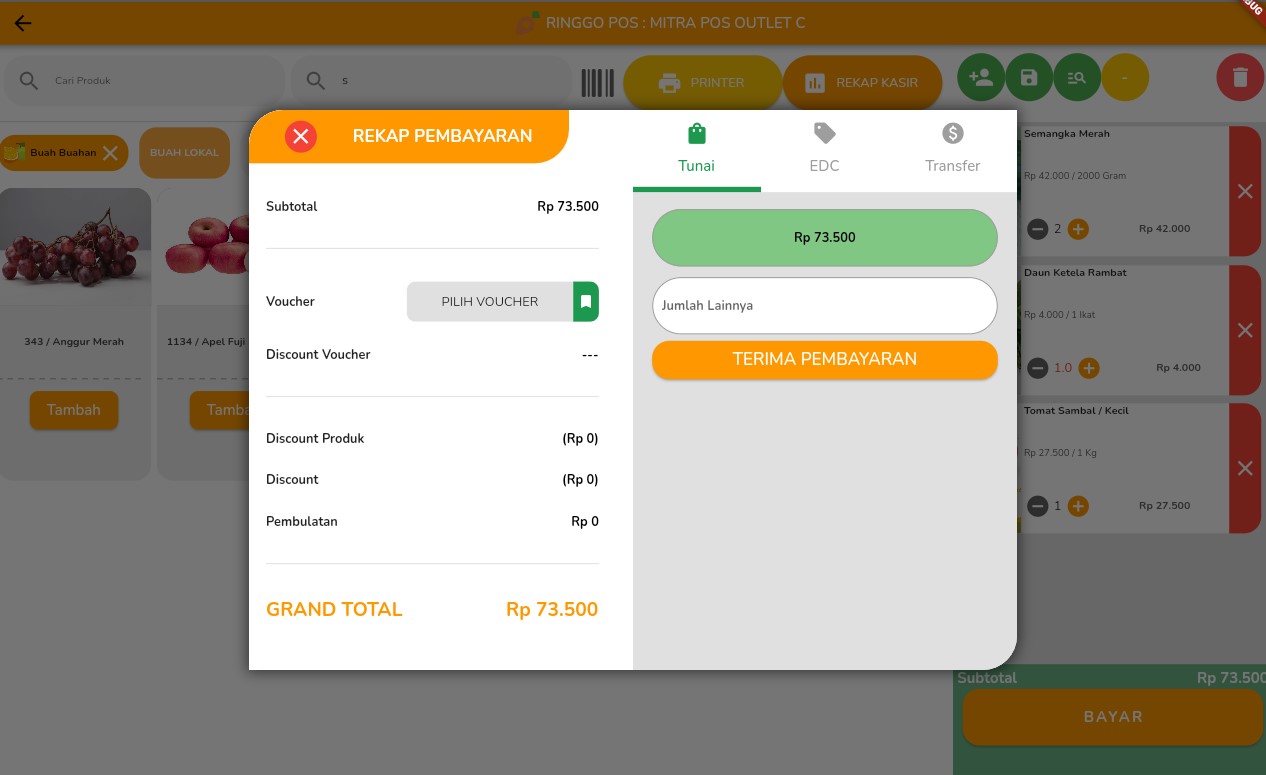 RINGGO POS : MITRA POS OUTLET C
Cari Produk
s
PRINTER
REKAP KASIR
-
Buah Buahan
BUAH LOKAL
343 / Anggur Merah
1134 / Apel Fuji
Tambah
REKAP PEMBAYARAN
Subtotal Rp 73.500
Voucher PILIH VOUCHER
Discount Voucher ---
Discount Produk (Rp 0)
Discount (Rp 0)
Pembulatan Rp 0
GRAND TOTAL Rp 73.500
Tunai
EDC
Transfer
Rp 73.500
Jumlah Lainnya
TERIMA PEMBAYARAN
Semangka Merah
Rp 42.000 / 2000 Gram
2 Rp 42.000
Daun Ketela Rambat
Rp 4.000 / 1 Ikat
1.0 Rp 4.000
Tomat Sambal / Kecil
Rp 27.500 / 1 Kg
1 Rp 27.500
Subtotal Rp 73.500
BAYAR